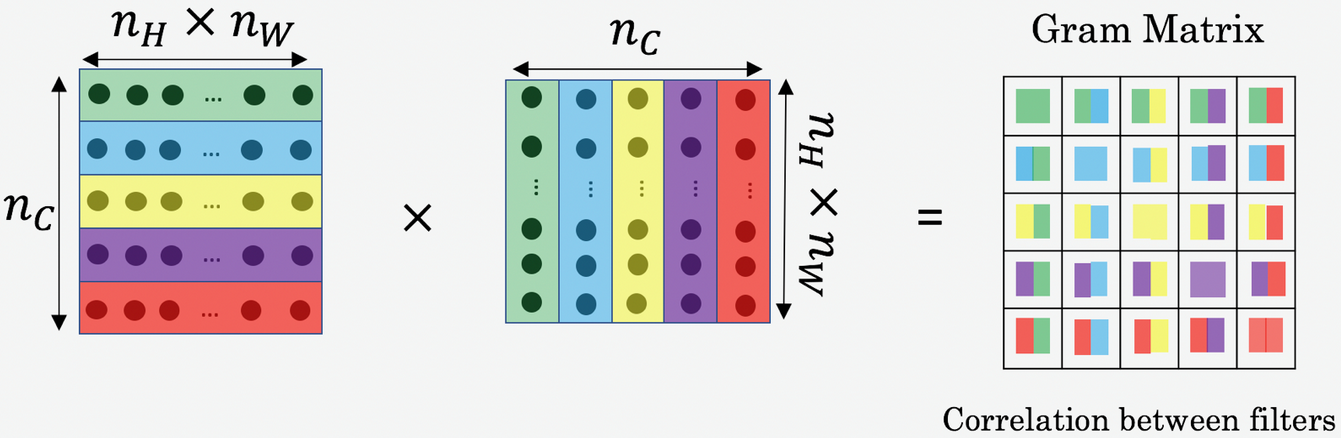 n_H × n_W
n_C
...
...
...
...
...
×
n_C
...
...
...
...
...
n_H × n_W
=
Gram Matrix
Correlation between filters